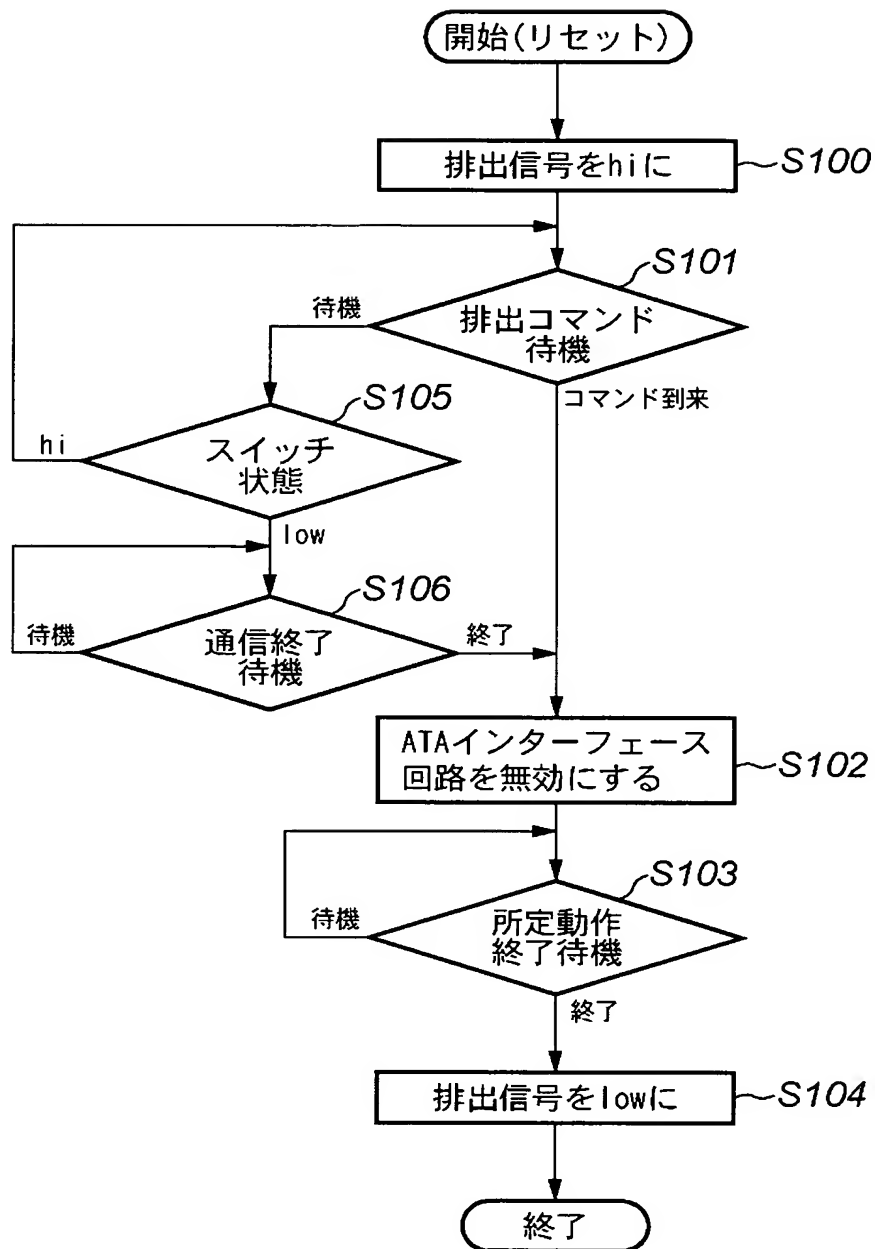 開始(リセット)
排出信号をhiに
S100
S101
待機
排出コマンド
待機
コマンド到来
S105
hi
スイッチ
状態
low
S106
待機
通信終了
待機
終了
ATAインターフェース
回路を無効にする
S102
S103
待機
所定動作
終了待機
終了
排出信号をlowに
S104
終了